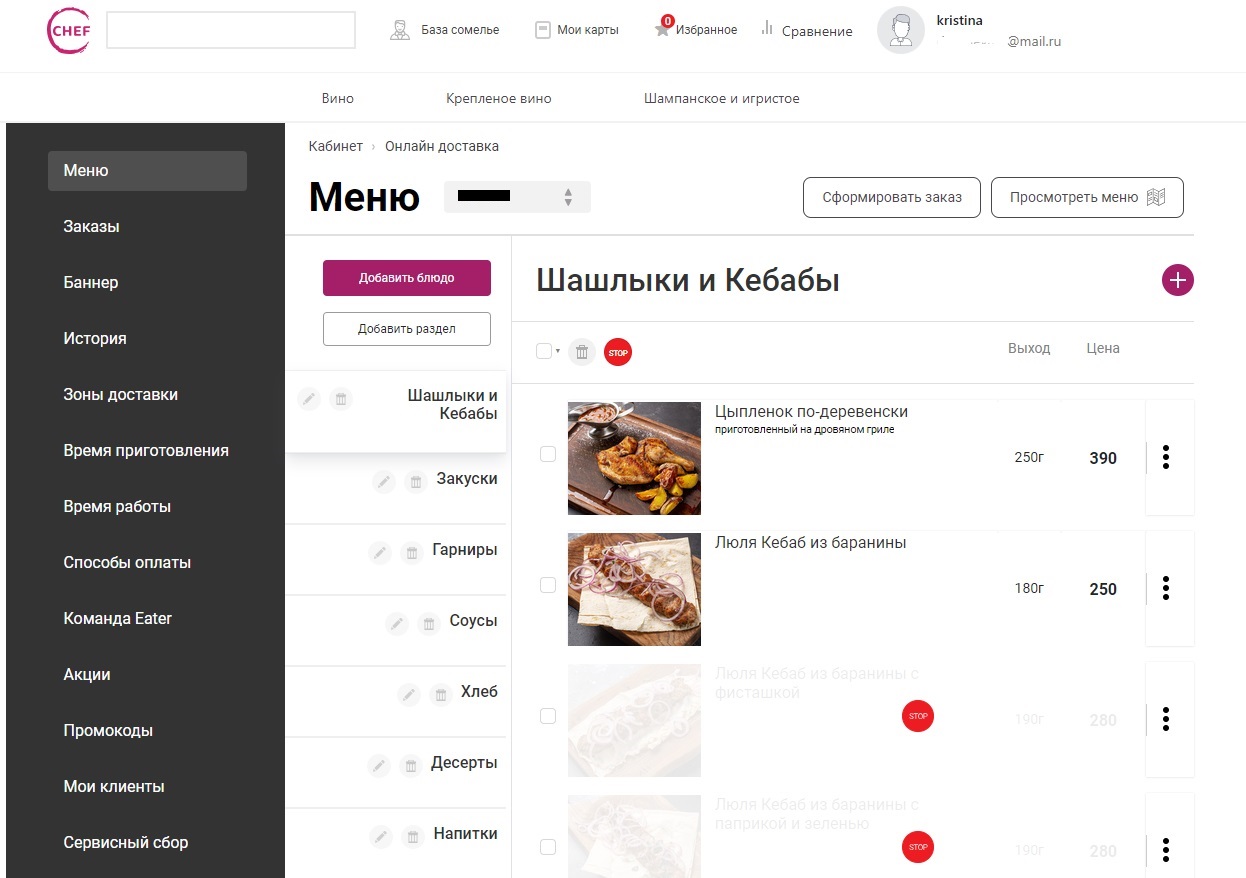 CHEF
База сомелье
Мои карты
0
Избранное
Сравнение
kristina
@mail.ru
Вино
Крепленое вино
Шампанское и игристое
Меню
Заказы
Баннер
История
Зоны доставки
Время приготовления
Время работы
Способы оплаты
Команда Eater
Акции
Промокоды
Мои клиенты
Сервисный сбор
Кабинет › Онлайн доставка
Меню
Сформировать заказ
Просмотреть меню
Добавить блюдо
Добавить раздел
Шашлыки и
Кебабы
Закуски
Гарниры
Соусы
Хлеб
Десерты
Напитки
Шашлыки и Кебабы
STOP
Выход
Цена
Цыпленок по-деревенски
приготовленный на дровяном гриле
250г
390
Люля Кебаб из баранины
180г
250
Люля Кебаб из баранины с
фисташкой
STOP
190г
280
Люля Кебаб из баранины с
паприкой и зеленью
STOP
190г
280